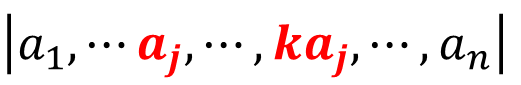 |a₁, ⋯ aⱼ, ⋯ , kaⱼ, ⋯ , aₙ|